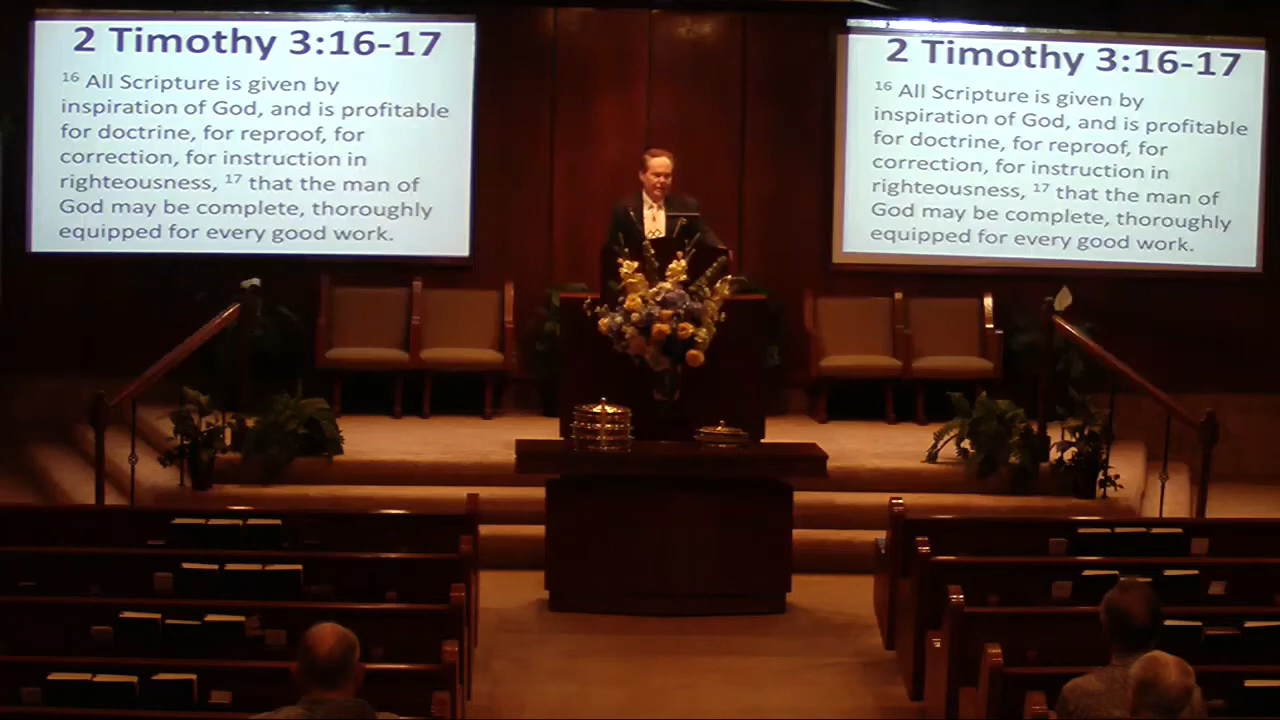 2 Timothy 3:16-17
16 All Scripture is given by
inspiration of God, and is profitable
for doctrine, for reproof, for
correction, for instruction in
righteousness, 17 that the man of
God may be complete, thoroughly
equipped for every good work.
2 Timothy 3:16-17
16 All Scripture is given by
inspiration of God, and is profitable
for doctrine, for reproof, for
correction, for instruction in
righteousness, 17 that the man of
God may be complete, thoroughly
equipped for every good work.